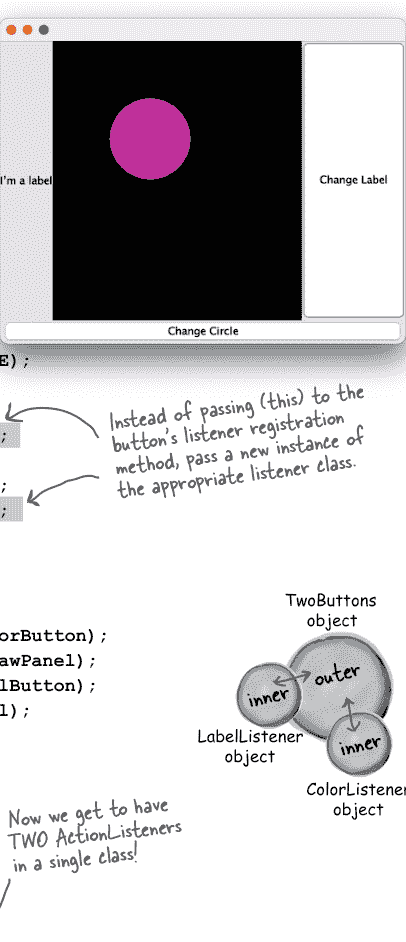 I'm a label
Change Label
Change Circle
E);
;
Instead of passing (this) to the
button's listener registration
method, pass a new instance of
the appropriate listener class.
;
;
TwoButtons
object
orButton);
awPanel);
lButton);
l);
outer
inner
inner
LabelListener
object
ColorListener
object
Now we get to have
TWO ActionListeners
in a single class!